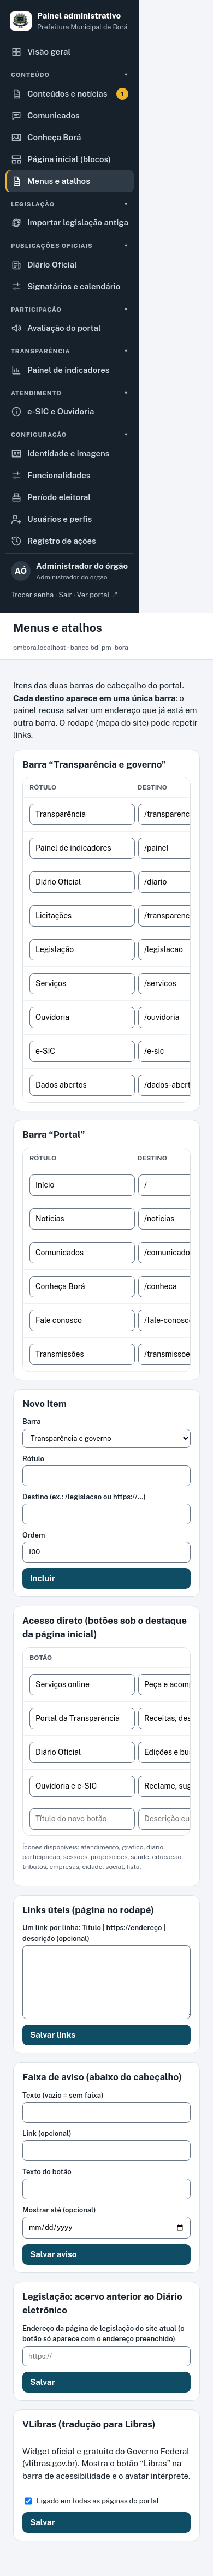 Painel administrativo
Prefeitura Municipal de Borá
Visão geral
CONTEÚDO
Conteúdos e notícias 1
Comunicados
Conheça Borá
Página inicial (blocos)
Menus e atalhos
LEGISLAÇÃO
Importar legislação antiga
PUBLICAÇÕES OFICIAIS
Diário Oficial
Signatários e calendário
PARTICIPAÇÃO
Avaliação do portal
TRANSPARÊNCIA
Painel de indicadores
ATENDIMENTO
e-SIC e Ouvidoria
CONFIGURAÇÃO
Identidade e imagens
Funcionalidades
Período eleitoral
Usuários e perfis
Registro de ações
AÓ
Administrador do órgão
Administrador do órgão
Trocar senha · Sair · Ver portal ↗
Menus e atalhos
pmbora.localhost · banco bd_pm_bora
Itens das duas barras do cabeçalho do portal.
Cada destino aparece em uma única barra: o
painel recusa salvar um endereço que já está em
outra barra. O rodapé (mapa do site) pode repetir
links.
Barra “Transparência e governo”
RÓTULO DESTINO
Transparência /transparenc
Painel de indicadores /painel
Diário Oficial /diario
Licitações /transparenc
Legislação /legislacao
Serviços /servicos
Ouvidoria /ouvidoria
e-SIC /e-sic
Dados abertos /dados-abert
Barra “Portal”
RÓTULO DESTINO
Início /
Notícias /noticias
Comunicados /comunicado
Conheça Borá /conheca
Fale conosco /fale-conosco
Transmissões /transmissoe
Novo item
Barra
Transparência e governo
Rótulo
Destino (ex.: /legislacao ou https://...)
Ordem
100
Incluir
Acesso direto (botões sobre o destaque
da página inicial)
BOTÃO
Serviços online Peça e acomp
Portal da Transparência Receitas, des
Diário Oficial Edições e bus
Ouvidoria e e-SIC Reclame, sug
Título do novo botão Descrição cu
Ícones disponíveis: atendimento, grafico, diario,
participacao, sessoes, proposicoes, saude, educacao,
tributos, empresas, cidade, social, lista.
Links úteis (página no rodapé)
Um link por linha: Título | https://endereço |
descrição (opcional)
Salvar links
Faixa de aviso (abaixo do cabeçalho)
Texto (vazio = sem faixa)
Link (opcional)
Texto do botão
Mostrar até (opcional)
mm/dd/yyyy
Salvar aviso
Legislação: acervo anterior ao Diário
eletrônico
Endereço da página de legislação do site atual (o
botão só aparece com o endereço preenchido)
https://
Salvar
VLibras (tradução para Libras)
Widget oficial e gratuito do Governo Federal
(vlibras.gov.br). Mostra o botão “Libras” na
barra de acessibilidade e o avatar intérprete.
Ligado em todas as páginas do portal
Salvar